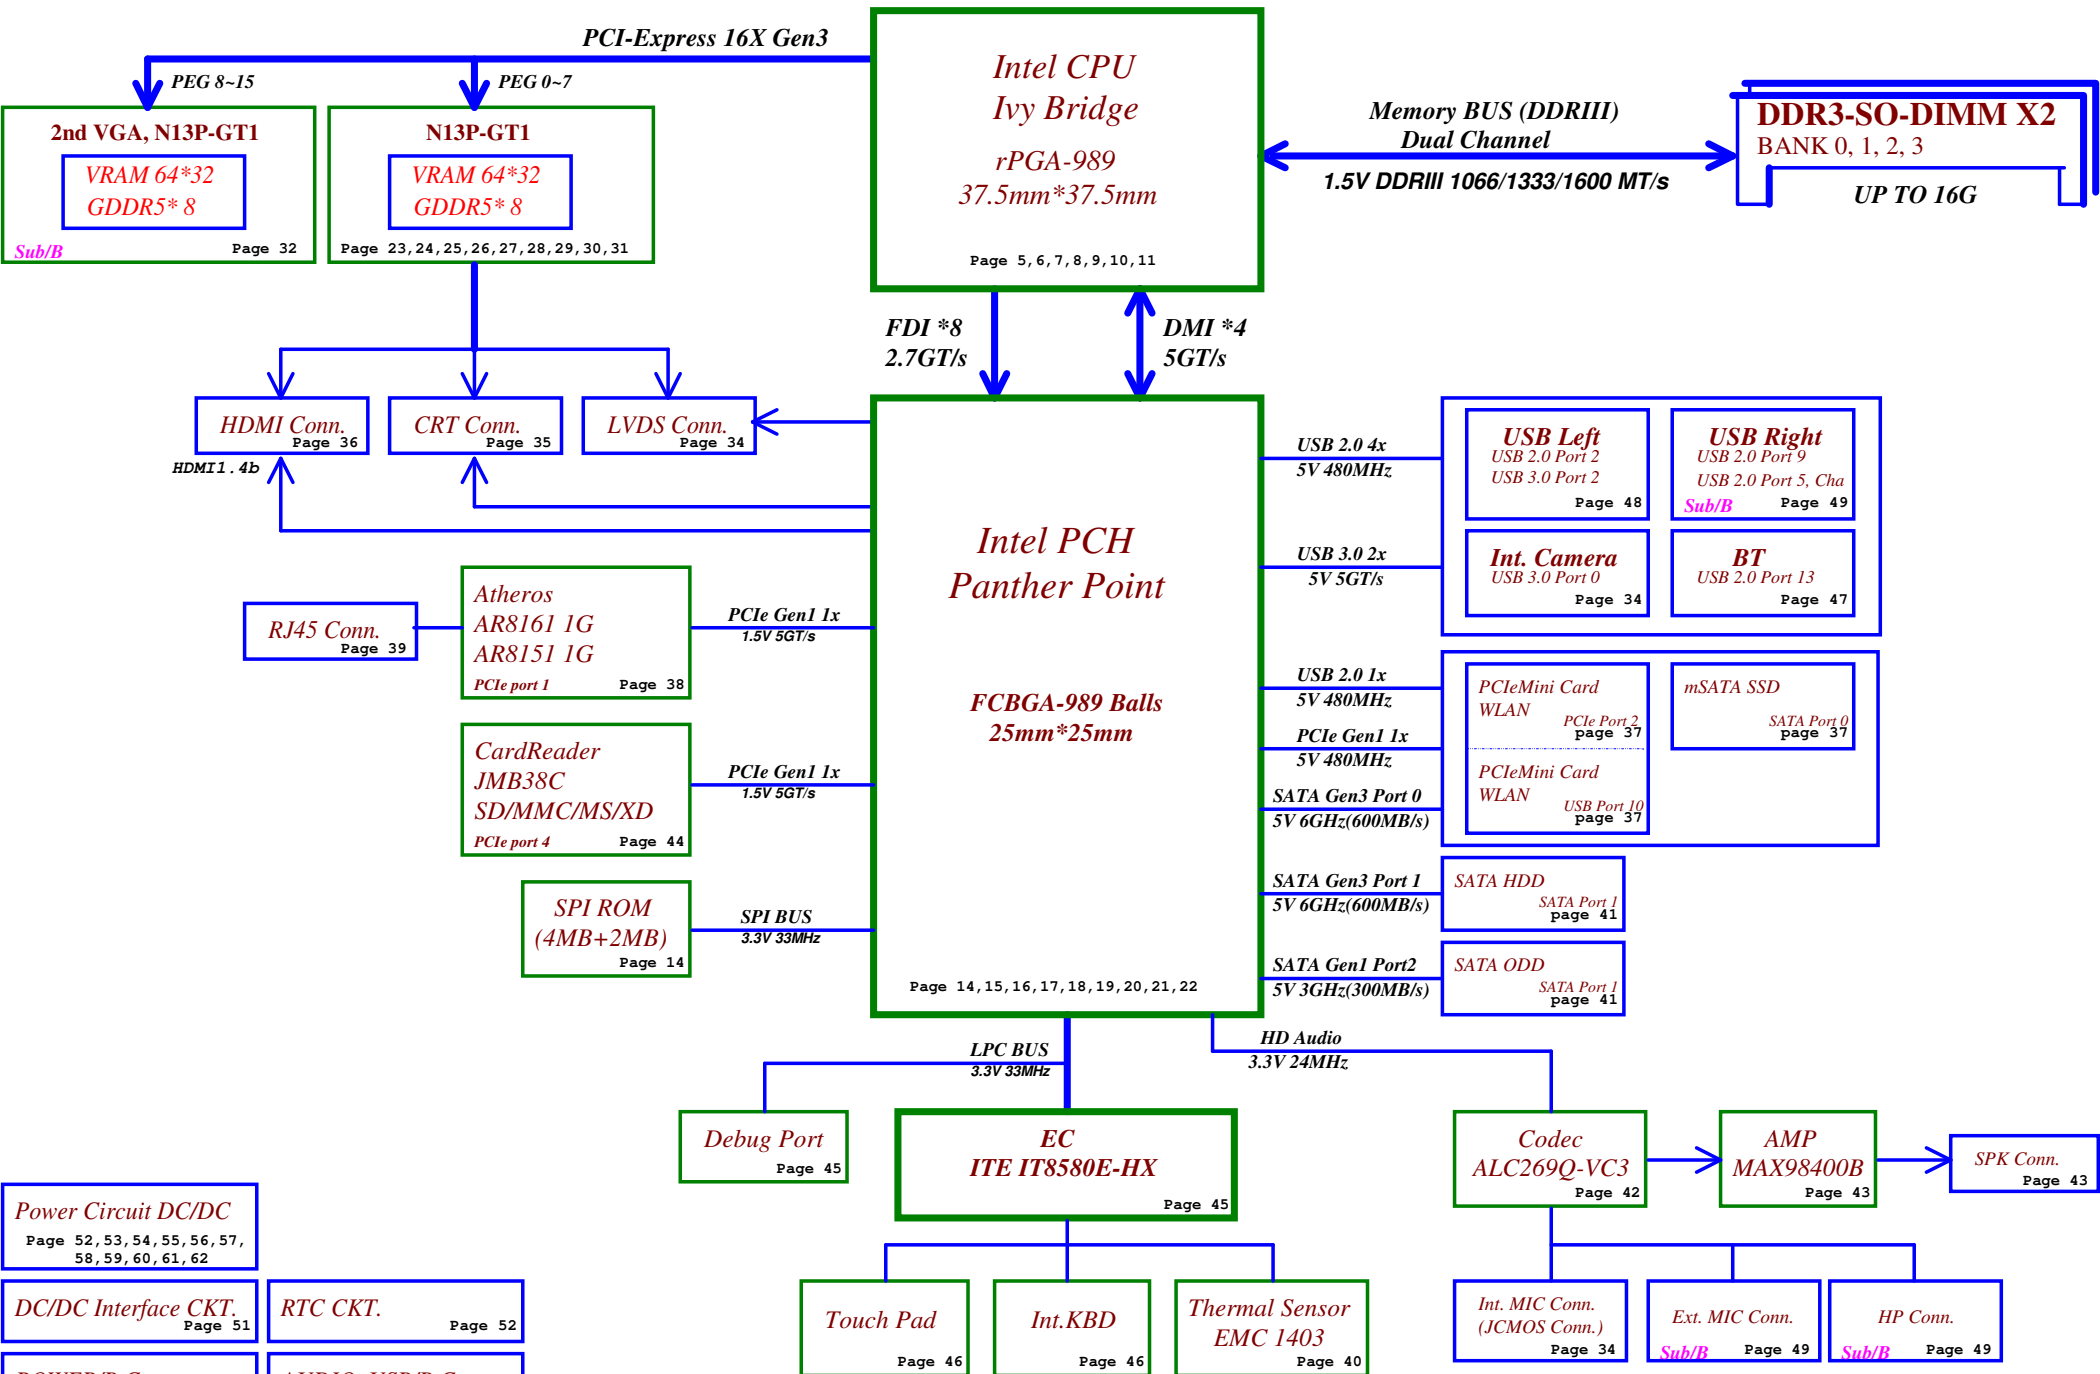 PCI-Express 16X Gen3
PEG 8~15
PEG 0~7
2nd VGA, N13P-GT1
VRAM 64*32
GDDR5* 8
Sub/B
Page 32
N13P-GT1
VRAM 64*32
GDDR5* 8
Page 23,24,25,26,27,28,29,30,31
Intel CPU
Ivy Bridge
rPGA-989
37.5mm*37.5mm
Page 5,6,7,8,9,10,11
Memory BUS (DDRIII)
Dual Channel
1.5V DDRIII 1066/1333/1600 MT/s
DDR3-SO-DIMM X2
BANK 0, 1, 2, 3
UP TO 16G
FDI *8
2.7GT/s
DMI *4
5GT/s
HDMI Conn.
Page 36
HDMI1.4b
CRT Conn.
Page 35
LVDS Conn.
Page 34
Intel PCH
Panther Point
FCBGA-989 Balls
25mm*25mm
Page 14,15,16,17,18,19,20,21,22
RJ45 Conn.
Page 39
Atheros
AR8161 1G
AR8151 1G
PCIe port 1
Page 38
PCIe Gen1 1x
1.5V 5GT/s
CardReader
JMB38C
SD/MMC/MS/XD
PCIe port 4
Page 44
PCIe Gen1 1x
1.5V 5GT/s
SPI ROM
(4MB+2MB)
Page 14
SPI BUS
3.3V 33MHz
USB 2.0 4x
5V 480MHz
USB 3.0 2x
5V 5GT/s
USB Left
USB 2.0 Port 2
USB 3.0 Port 2
Page 48
USB Right
USB 2.0 Port 9
USB 2.0 Port 5, Cha
Sub/B
Page 49
Int. Camera
USB 3.0 Port 0
Page 34
BT
USB 2.0 Port 13
Page 47
USB 2.0 1x
5V 480MHz
PCIe Gen1 1x
5V 480MHz
SATA Gen3 Port 0
5V 6GHz(600MB/s)
PCIeMini Card
WLAN
PCIe Port 2
page 37
PCIeMini Card
WLAN
USB Port 10
page 37
mSATA SSD
SATA Port 0
page 37
SATA Gen3 Port 1
5V 6GHz(600MB/s)
SATA HDD
SATA Port 1
page 41
SATA Gen1 Port2
5V 3GHz(300MB/s)
SATA ODD
SATA Port 1
page 41
LPC BUS
3.3V 33MHz
HD Audio
3.3V 24MHz
Debug Port
Page 45
EC
ITE IT8580E-HX
Page 45
Codec
ALC269Q-VC3
Page 42
AMP
MAX98400B
Page 43
SPK Conn.
Page 43
Touch Pad
Page 46
Int.KBD
Page 46
Thermal Sensor
EMC 1403
Page 40
Int. MIC Conn.
(JCMOS Conn.)
Page 34
Ext. MIC Conn.
Sub/B
Page 49
HP Conn.
Sub/B
Page 49
Power Circuit DC/DC
Page 52,53,54,55,56,57,
58,59,60,61,62
DC/DC Interface CKT.
Page 51
RTC CKT.
Page 52